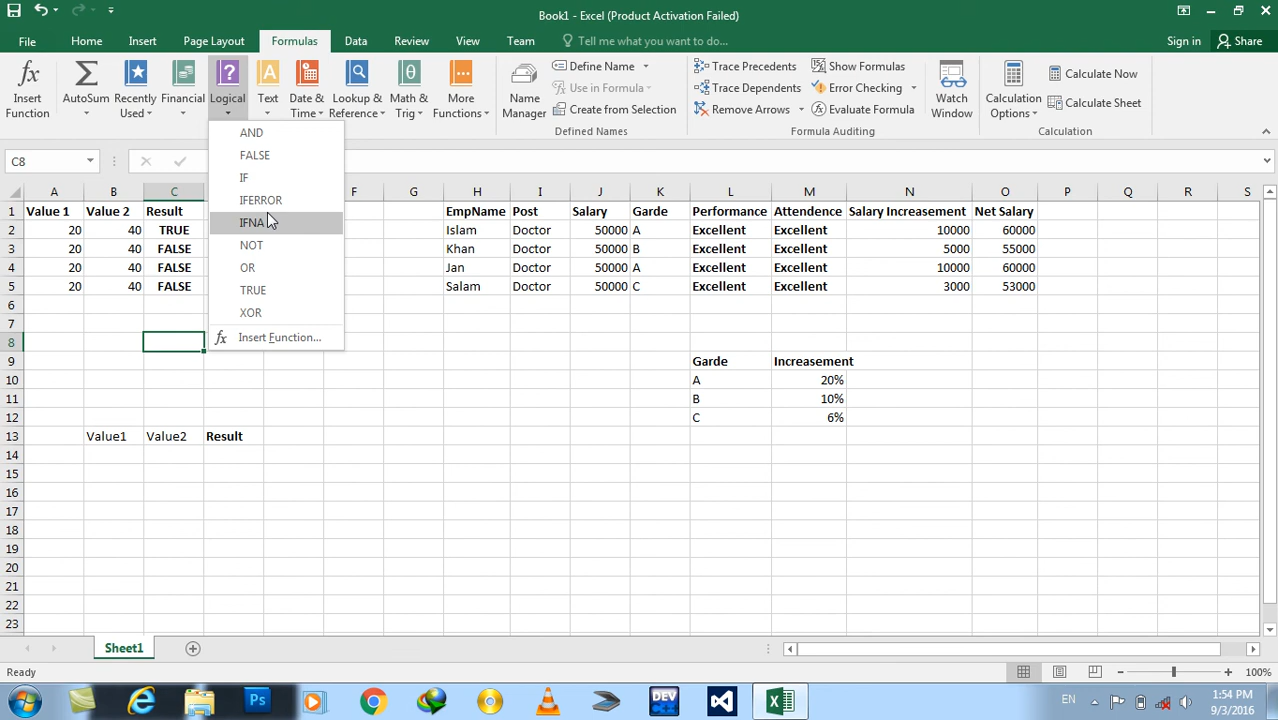 Book1 - Excel (Product Activation Failed)
File Home Insert Page Layout Formulas Data Review View Team Tell me what you want to do... Sign in Share
Insert Function
AutoSum
Recently Used
Financial
Logical
Text
Date & Time
Lookup & Reference
Math & Trig
More Functions
Name Manager
Define Name
Use in Formula
Create from Selection
Defined Names
Trace Precedents
Trace Dependents
Remove Arrows
Show Formulas
Error Checking
Evaluate Formula
Formula Auditing
Watch Window
Calculation Options
Calculate Now
Calculate Sheet
Calculation
AND
FALSE
IF
IFERROR
IFNA
NOT
OR
TRUE
XOR
fx Insert Function...
C8
A B C F G H I J K L M N O P Q R S
1 Value 1 Value 2 Result EmpName Post Salary Garde Performance Attendence Salary Increasement Net Salary
2 20 40 TRUE Islam Doctor 50000 A Excellent Excellent 10000 60000
3 20 40 FALSE Khan Doctor 50000 B Excellent Excellent 5000 55000
4 20 40 FALSE Jan Doctor 50000 A Excellent Excellent 10000 60000
5 20 40 FALSE Salam Doctor 50000 C Excellent Excellent 3000 53000
6
7
8
9 Garde Increasement
10 A 20%
11 B 10%
12 C 6%
13 Value1 Value2 Result
14
15
16
17
18
19
20
21
22
23
Sheet1
Ready 100%
Ps DEV EN 1:54 PM
9/3/2016